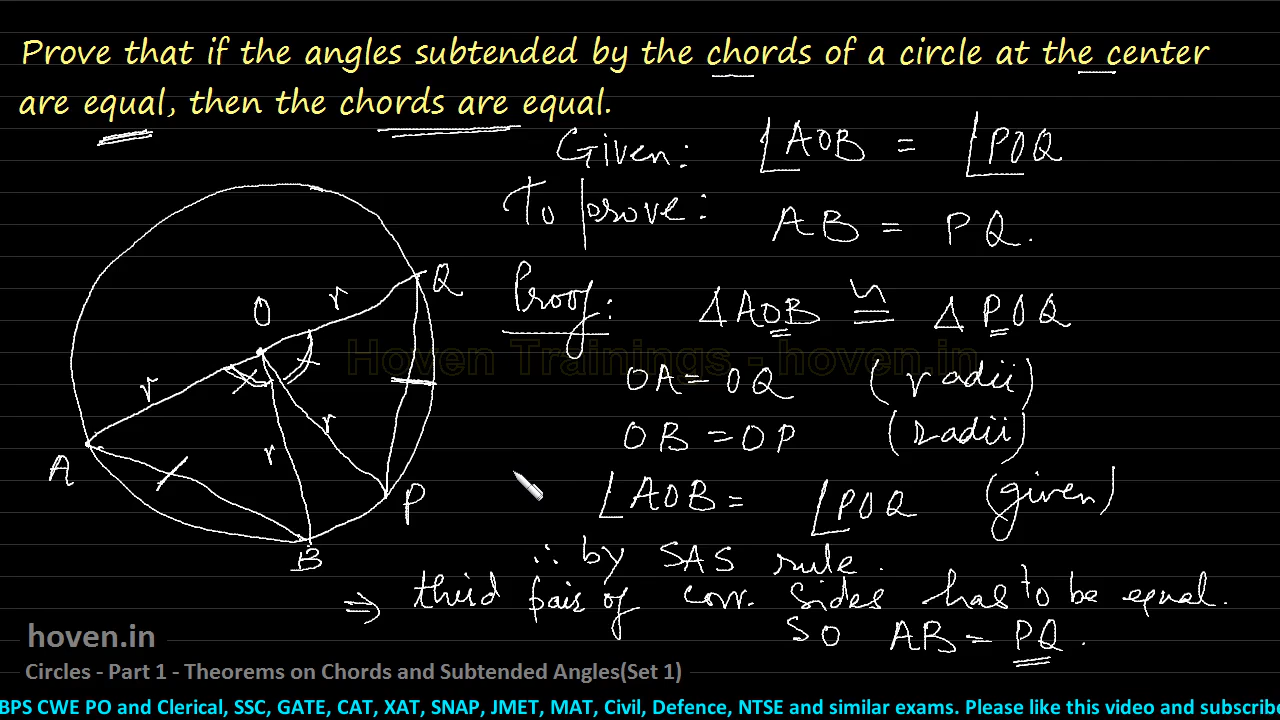 Prove that if the angles subtended by the chords of a circle at the center
are equal, then the chords are equal.
Given: ∠AOB = ∠POQ
To prove: AB = PQ.
Proof: ΔAOB ≅ ΔPOQ
Hoven Trainings - hoven.in
OA = OQ (radii)
OB = OP (radii)
∠AOB = ∠POQ (given)
∴ by SAS rule.
⇒ third pair of corr. sides has to be equal.
SO AB = PQ.
O
Q
r
r
r
r
A
P
B
hoven.in
Circles - Part 1 - Theorems on Chords and Subtended Angles(Set 1)
BPS CWE PO and Clerical, SSC, GATE, CAT, XAT, SNAP, JMET, MAT, Civil, Defence, NTSE and similar exams. Please like this video and subscribe